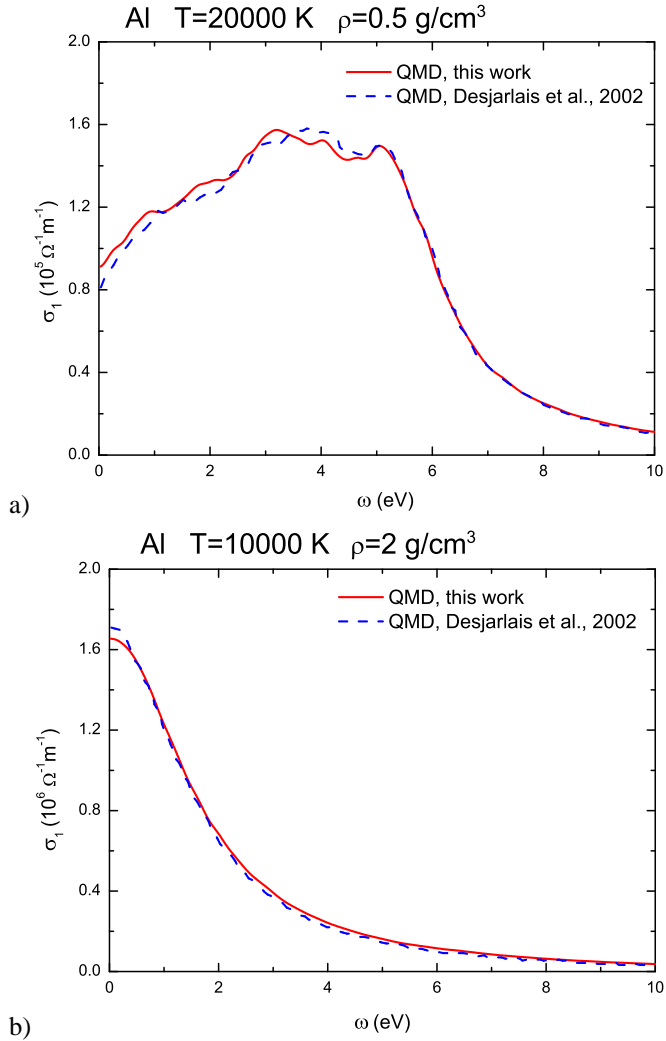 Al T=20000 K ρ=0.5 g/cm³
QMD, this work
QMD, Desjarlais et al., 2002
2.0
1.6
1.2
0.8
0.4
0.0
σ₁ (10⁵ Ω⁻¹m⁻¹)
0 2 4 6 8 10
ω (eV)
a)
Al T=10000 K ρ=2 g/cm³
QMD, this work
QMD, Desjarlais et al., 2002
2.0
1.6
1.2
0.8
0.4
0.0
σ₁ (10⁶ Ω⁻¹m⁻¹)
0 2 4 6 8 10
ω (eV)
b)